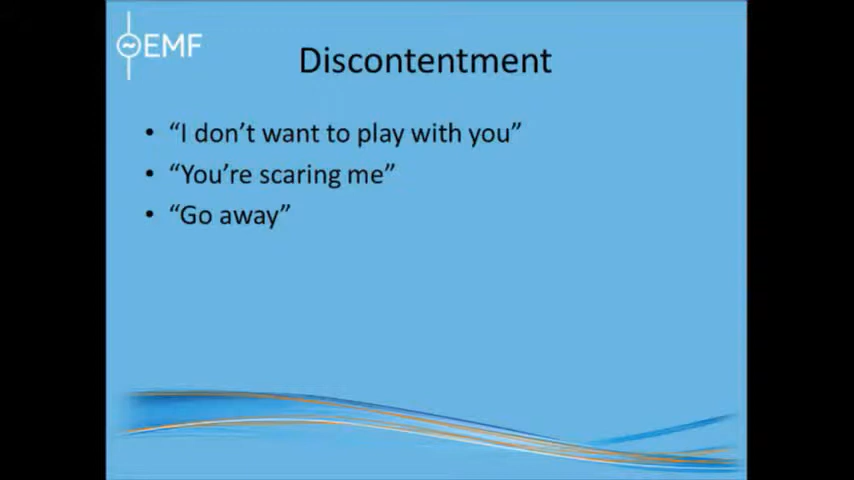 EMF
Discontentment
• “I don’t want to play with you”
• “You’re scaring me”
• “Go away”